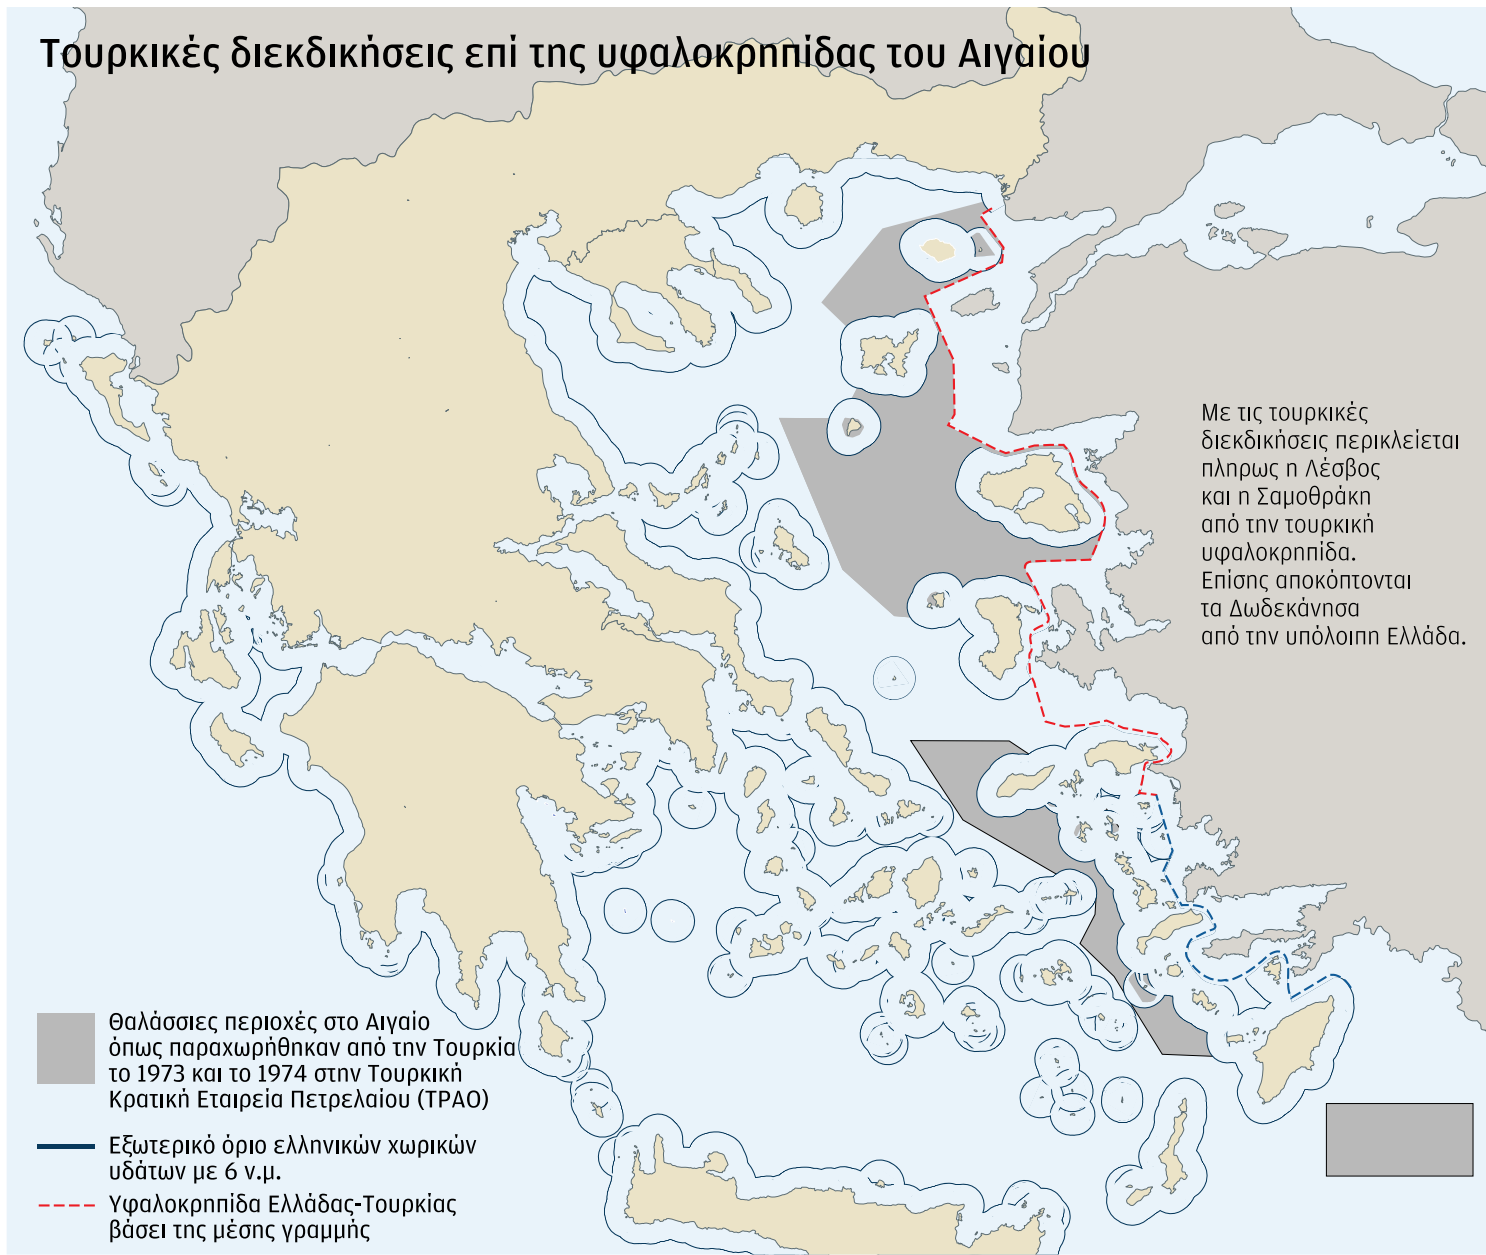 Τουρκικές διεκδικήσεις επί της υφαλοκρηπίδας του Αιγαίου
Με τις τουρκικές
διεκδικήσεις περικλείεται
πληρως η Λέσβος
και η Σαμοθράκη
από την τουρκική
υφαλοκρηπίδα.
Επίσης αποκόπτονται
τα Δωδεκάνησα
από την υπόλοιπη Ελλάδα.
Θαλάσσιες περιοχές στο Αιγαίο
όπως παραχωρήθηκαν από την Τουρκία
το 1973 και το 1974 στην Τουρκική
Κρατική Εταιρεία Πετρελαίου (TPAO)
Εξωτερικό όριο ελληνικών χωρικών
υδάτων με 6 ν.μ.
Υφαλοκρηπίδα Ελλάδας-Τουρκίας
βάσει της μέσης γραμμής